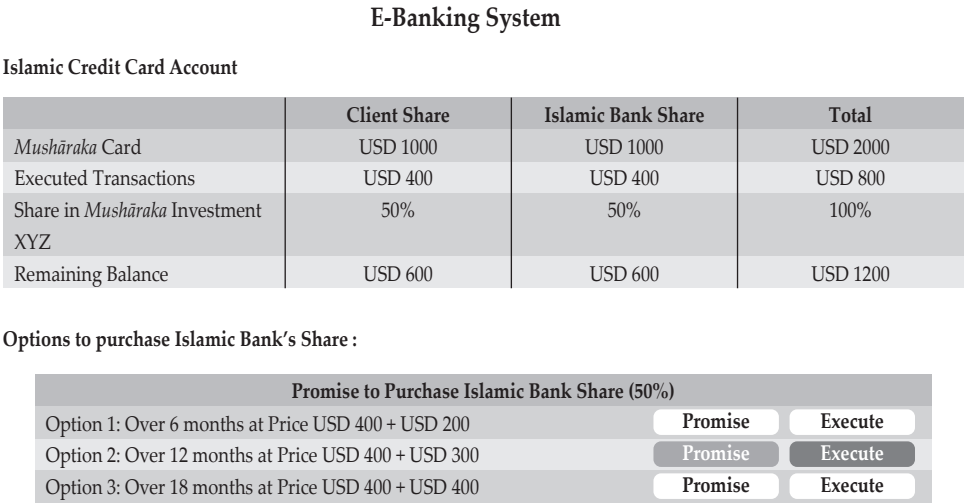 E-Banking System
Islamic Credit Card Account
Client Share Islamic Bank Share Total
Mushāraka Card USD 1000 USD 1000 USD 2000
Executed Transactions USD 400 USD 400 USD 800
Share in Mushāraka Investment 50% 50% 100%
XYZ
Remaining Balance USD 600 USD 600 USD 1200
Options to purchase Islamic Bank’s Share :
Promise to Purchase Islamic Bank Share (50%)
Option 1: Over 6 months at Price USD 400 + USD 200 Promise Execute
Option 2: Over 12 months at Price USD 400 + USD 300 Promise Execute
Option 3: Over 18 months at Price USD 400 + USD 400 Promise Execute